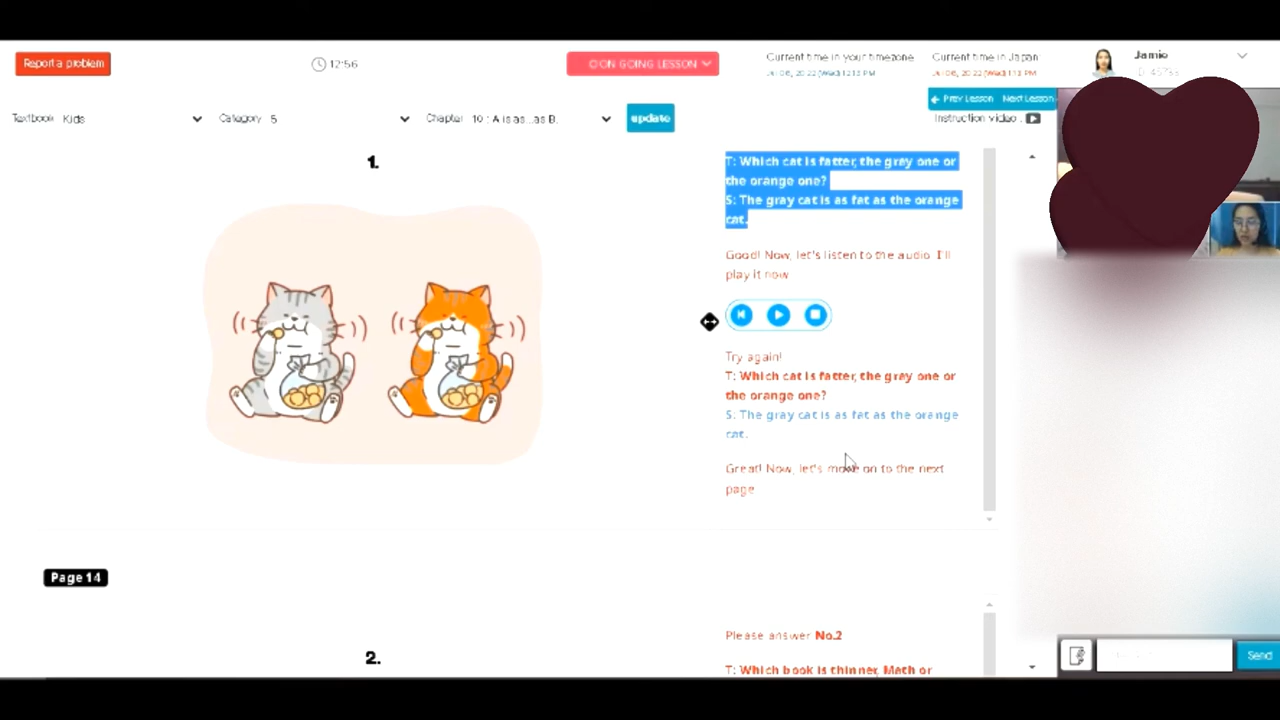 Report a problem
12:56
ON GOING LESSON
Current time in your timezone
Current time in Japan
Jamie
Prev Lesson Next Lesson
Textbook Kids
Category 5
Chapter 10 : A is as...as B.
update
Instruction video
1.
T: Which cat is fatter, the gray one or
the orange one?
S: The gray cat is as fat as the orange
cat.
Good! Now, let's listen to the audio. I'll
play it now
Try again!
T: Which cat is fatter, the gray one or
the orange one?
S: The gray cat is as fat as the orange
cat.
Great! Now, let's move on to the next
page
Page 14
Please answer No.2
2.
T: Which book is thinner, Math or
Send